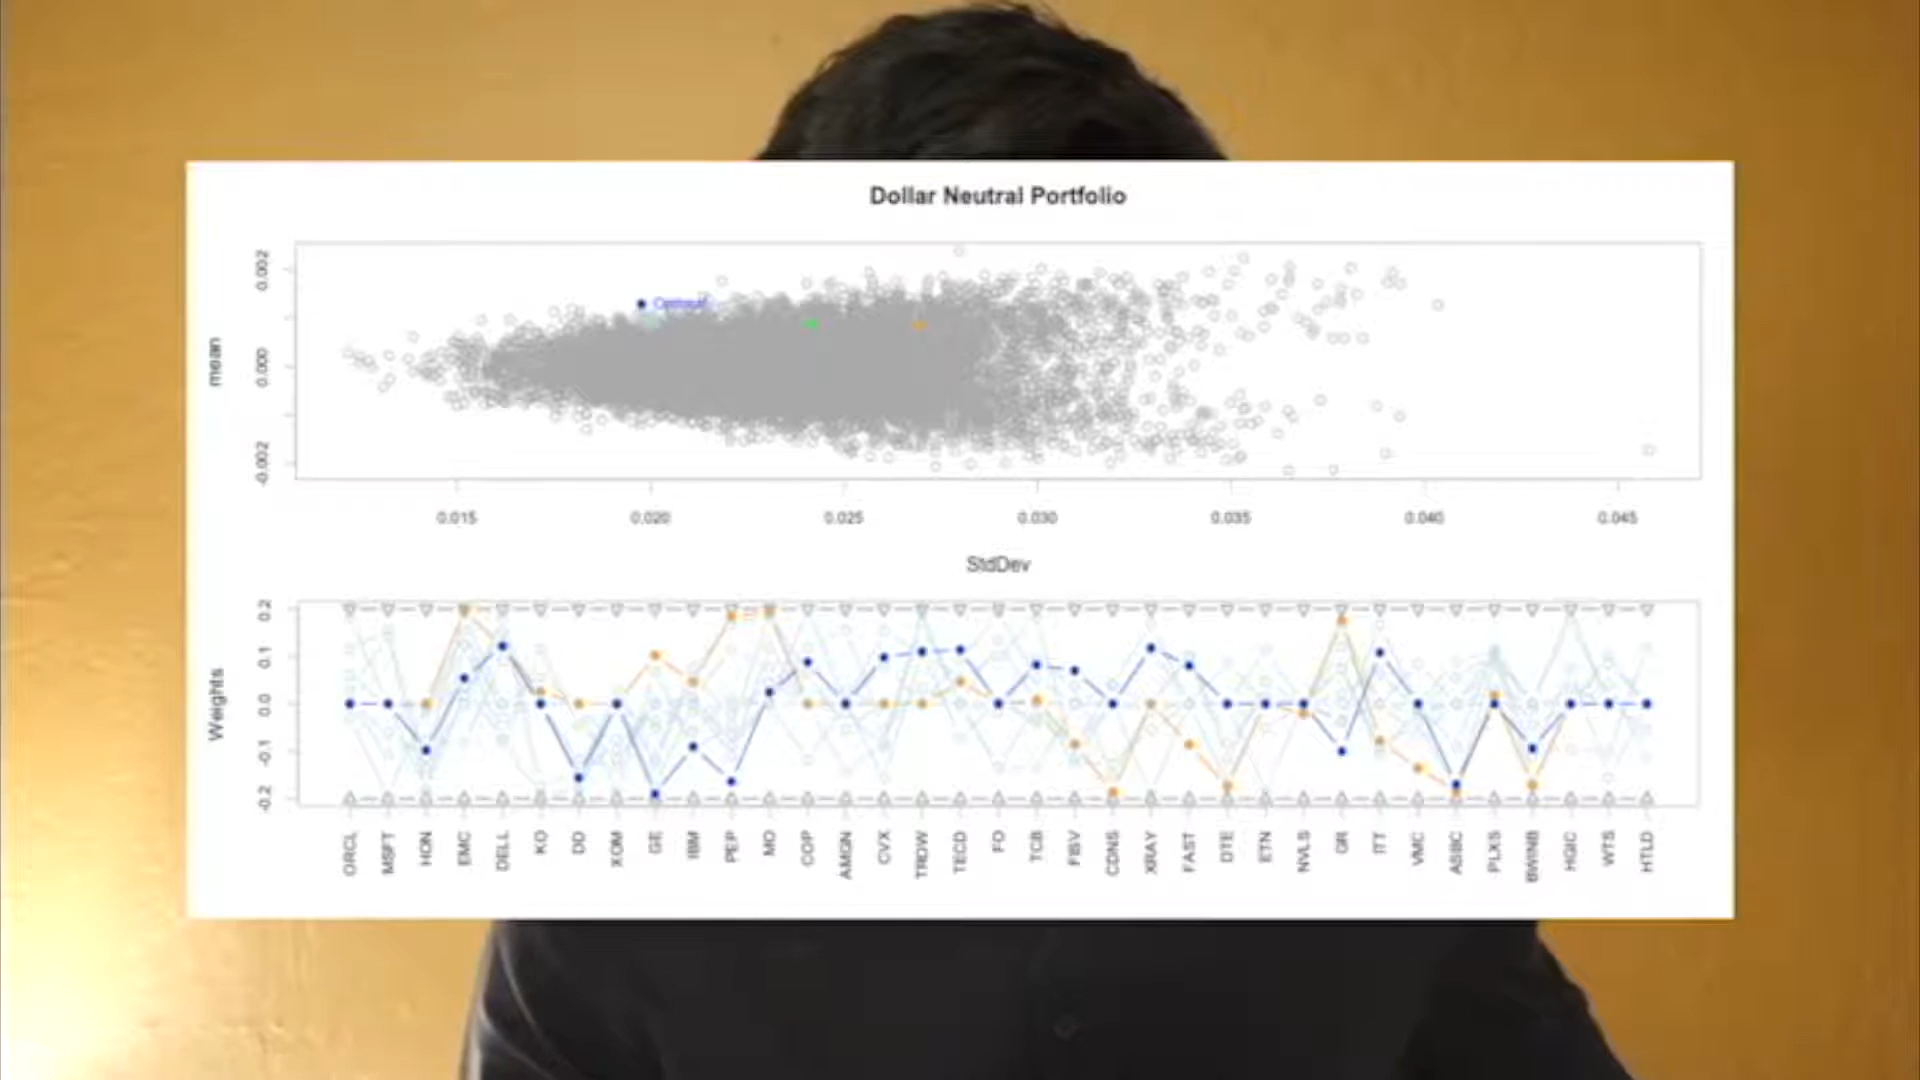 Dollar Neutral Portfolio
mean
0.002
0.000
-0.002
Optimal
0.015 0.020 0.025 0.030 0.035 0.040 0.045
StdDev
Weights
0.2
0.1
0.0
-0.1
-0.2
ORCL MSFT HON EMC DELL KO DD XOM GE IBM PEP MO COP AMGN CVX TROW TECD FO TCB FISV CDNS XRAY FAST DTE ETN NVLS GR ITT VMC ASBC PLXS BWINB HGIC WTS HTLD